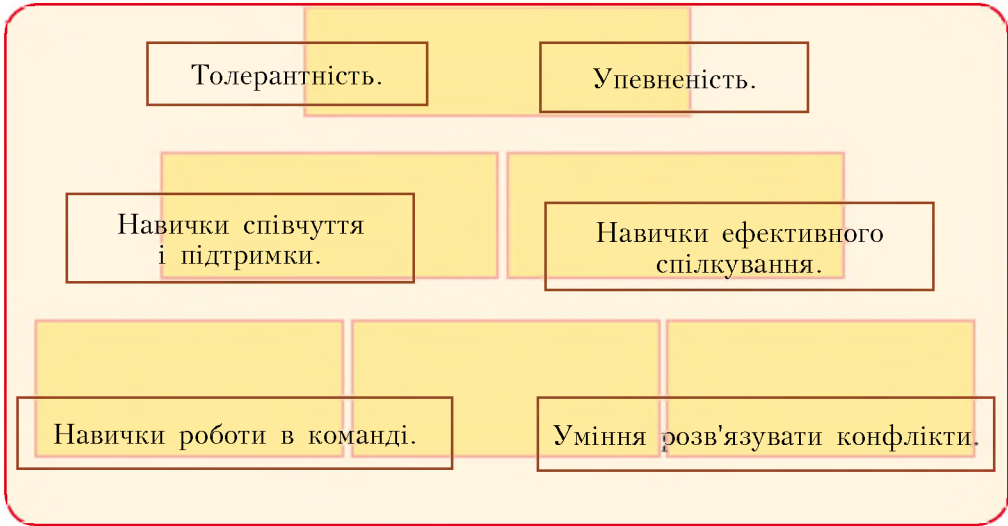 Толерантність.
Упевненість.
Навички співчуття
і підтримки.
Навички ефективного
спілкування.
Навички роботи в команді.
Уміння розв'язувати конфлікти.